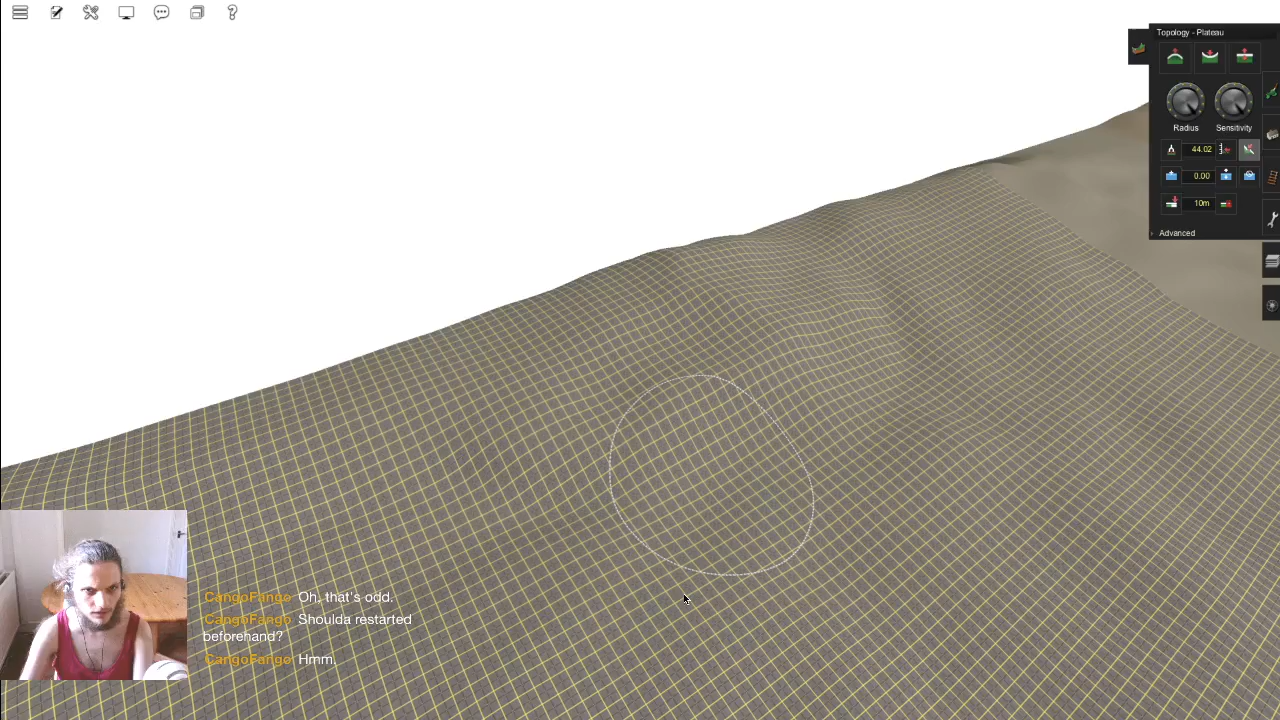 Topology - Plateau
Radius Sensitivity
44.02
0.00
10m
Advanced
CangoFango Oh, that's odd.
CangoFango Shoulda restarted
beforehand?
CangoFango Hmm.